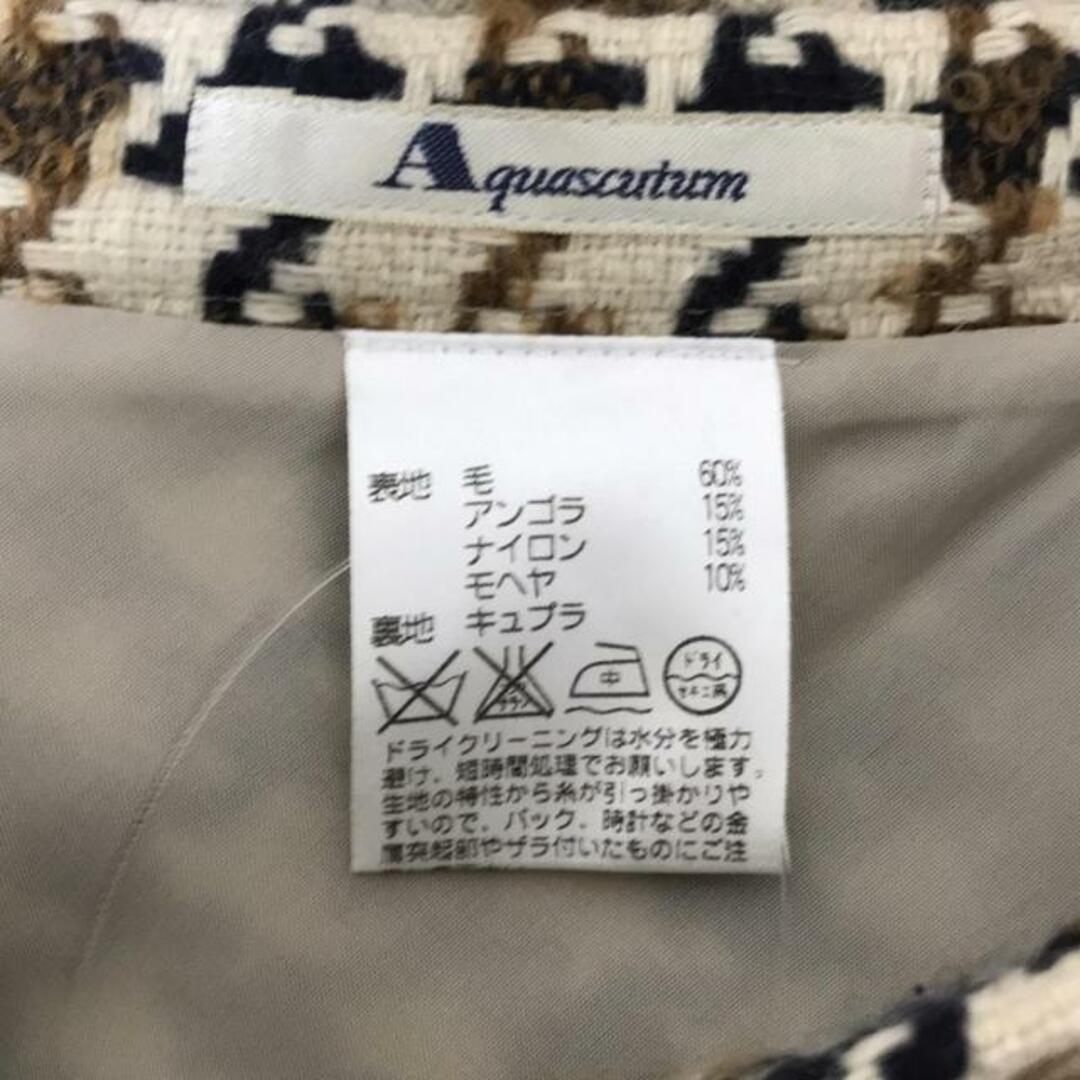 Aquascutum
表地 毛 60%
アンゴラ 15%
ナイロン 15%
モヘヤ 10%
裏地 キュプラ
中
ドライ
セキユ系
ドライクリーニングは水分を極力
避け、短時間処理でお願いします。
生地の特性から糸が引っ掛かりや
すいので、バック、時計などの金
属突起部やザラ付いたものにご注